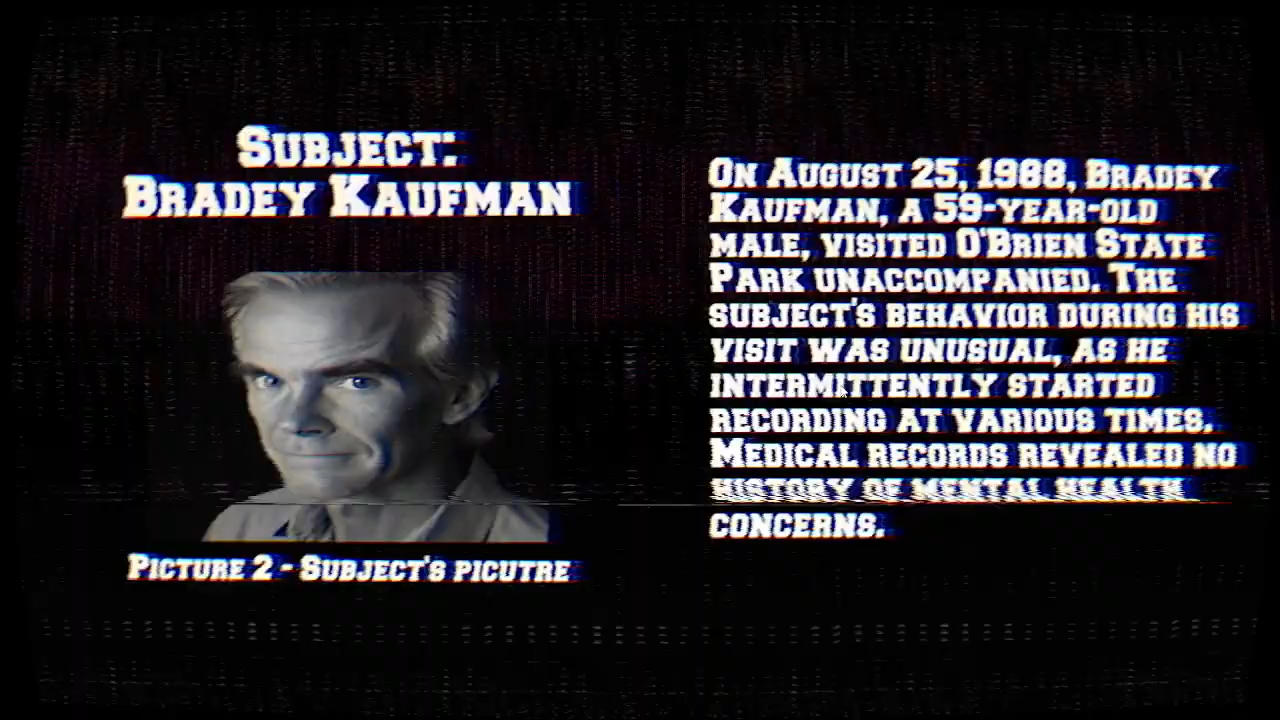 Subject:
Bradey Kaufman
Picture 2 - Subject's picutre
On August 25, 1988, Bradey
Kaufman, a 59-year-old
male, visited O'Brien State
Park unaccompanied. The
subject's behavior during his
visit was unusual, as he
intermittently started
recording at various times.
Medical records revealed no
history of mental health
concerns.